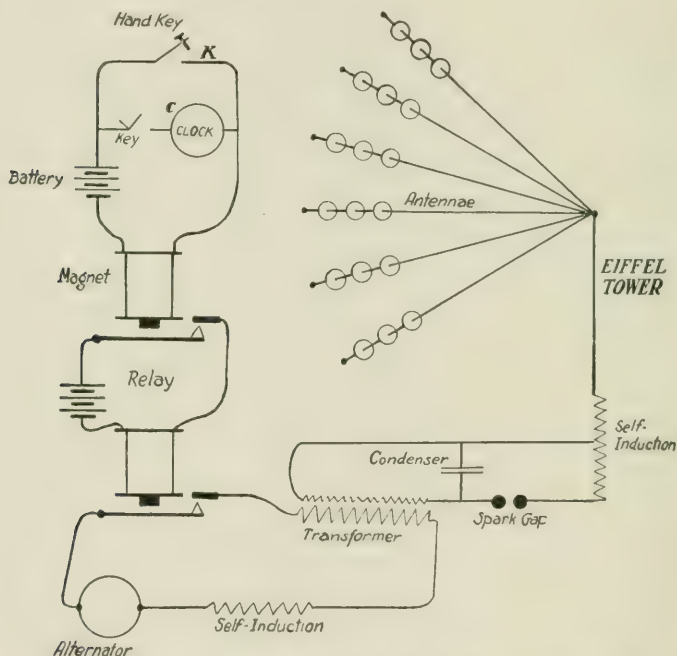 Hand Key
K
C
Key
CLOCK
Battery
Antennae
EIFFEL
TOWER
Magnet
Relay
Self-
Induction
Condenser
Spark Gap
Transformer
Self-Induction
Alternator